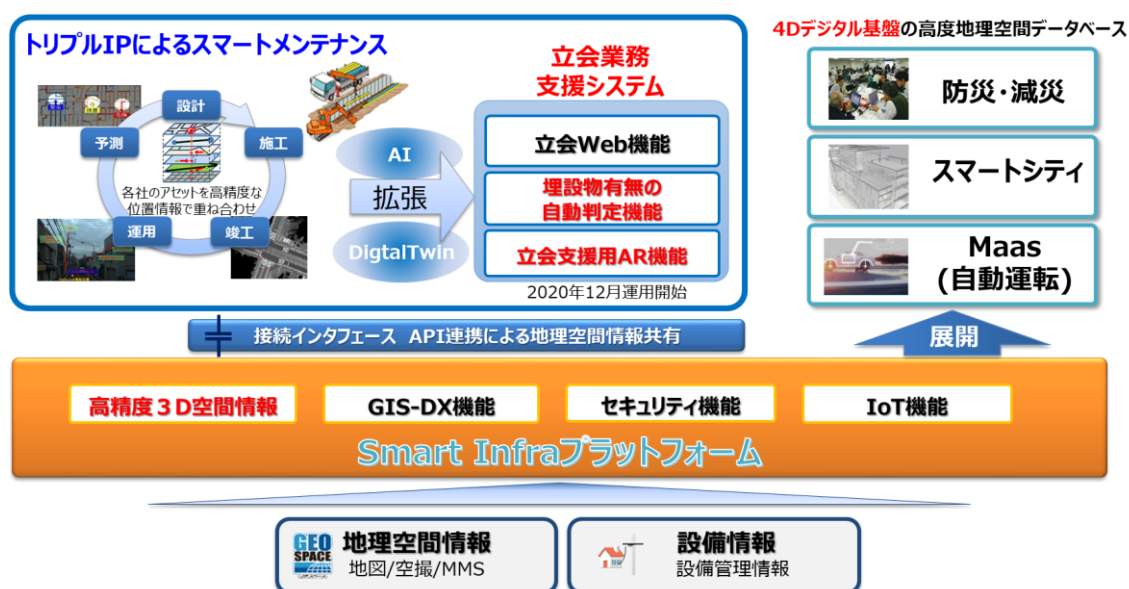 トリプルIPによるスマートメンテナンス
設計
予測
施工
各社のアセットを高精度な
位置情報で重ね合わせ
運用
竣工
AI
拡張
DigtalTwin
立会業務
支援システム
立会Web機能
埋設物有無の
自動判定機能
立会支援用AR機能
2020年12月運用開始
4Dデジタル基盤の高度地理空間データベース
防災・減災
スマートシティ
Maas
(自動運転)
接続インタフェース API連携による地理空間情報共有
展開
高精度３D空間情報
GIS-DX機能
セキュリティ機能
IoT機能
Smart Infraプラットフォーム
GEO
SPACE
地理空間情報
地図/空撮/MMS
設備情報
設備管理情報